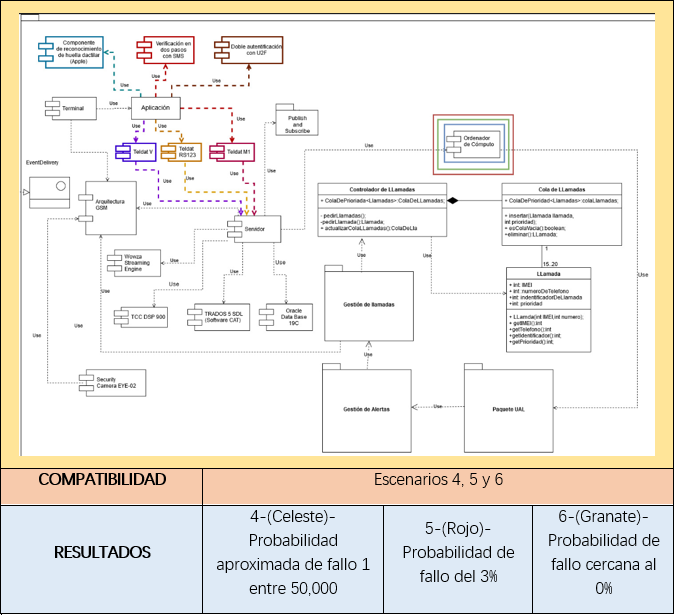 Componente
de reconocimiento
de huella dactilar
(Apple)
Verificación en
dos pasos
con SMS
Doble autentificación
con U2F
Use
Use
Use
Terminal
Use
Aplicación
Publish
and
Subscribe
Ordenador
de Cómputo
Use
Use
Use
Use
Teldat V
Teldat
RS123
Teldat M1
EventDelivery
Use
Arquitectura
GSM
Use
Use
Use
Use
Servidor
Controlador de LLamadas
+ ColaDePrioriada<Llamadas>:ColaDeLLamadas;
- pedirLlamadas();
-pedirLlamada():Llamada;
+ actualizarColaLLamadas():ColaDeLla
Cola de LLamadas
+ ColaDePrioridad<Llamadas>:colaLlamadas;
+ insertar(Llamada llamada,
int prioridad);
+ esColaVacia():boolean;
+eliminar():LLamada;
1
15..20
LLamada
+ int IMEI
+ int numeroDeTelefono
+int indentificadorDeLlamada
+ int prioridad
+ LLamda(int IMEI,int numero);
+ getIMEI():int
+getTelefono():int;
+getIdentificador():int;
+getPrioridad():int;
Use
Use
Use
Wowza
Streaming
Engine
Use
Use
Use
Use
Gestión de llamadas
TCC DSP 900
TRADOS 5 SDL
(Software CAT)
Oracle
Data Base
19C
Use
Use
Use
Security
Camera EYE-02
Gestión de Alertas
Use
Paquete UAL
COMPATIBILIDAD
Escenarios 4, 5 y 6
RESULTADOS
4-(Celeste)-
Probabilidad
aproximada de fallo 1
entre 50,000
5-(Rojo)-
Probabilidad de
fallo del 3%
6-(Granate)-
Probabilidad de
fallo cercana al
0%